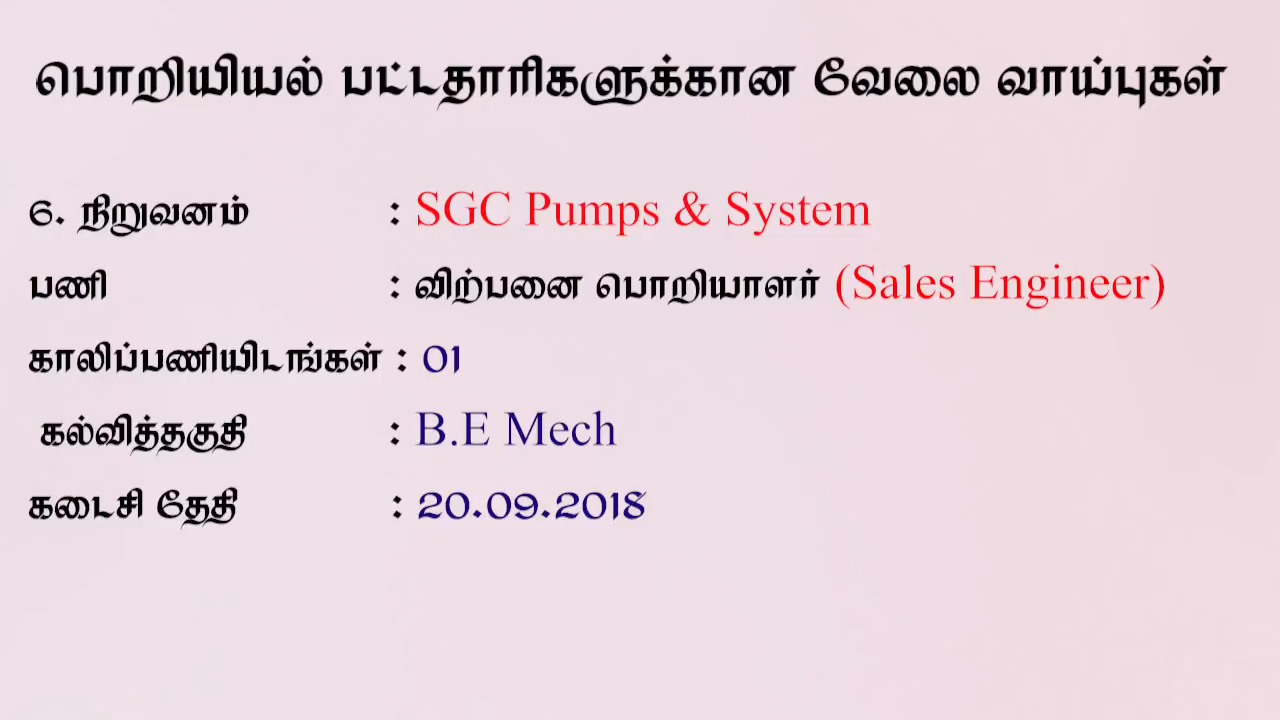 பொறியியல் பட்டதாரிகளுக்கான வேலை வாய்புகள்
6. நிறுவனம் : SGC Pumps & System
பணி : விற்பனை பொறியாளர் (Sales Engineer)
காலிப்பணியிடங்கள் : 01
கல்வித்தகுதி : B.E Mech
கடைசி தேதி : 20.09.2018